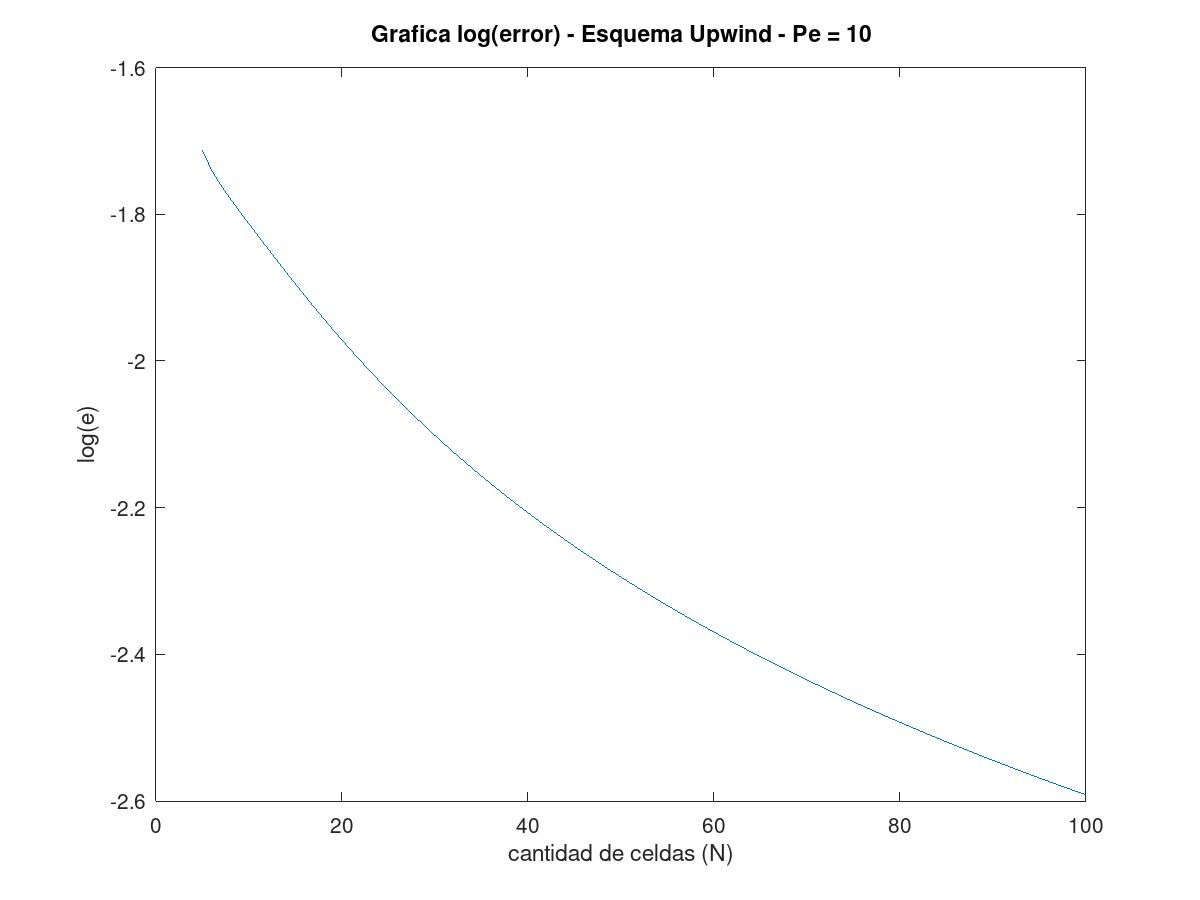 Grafica log(error) - Esquema Upwind - Pe = 10
-1.6
-1.8
-2
-2.2
-2.4
-2.6
log(e)
0 20 40 60 80 100
cantidad de celdas (N)